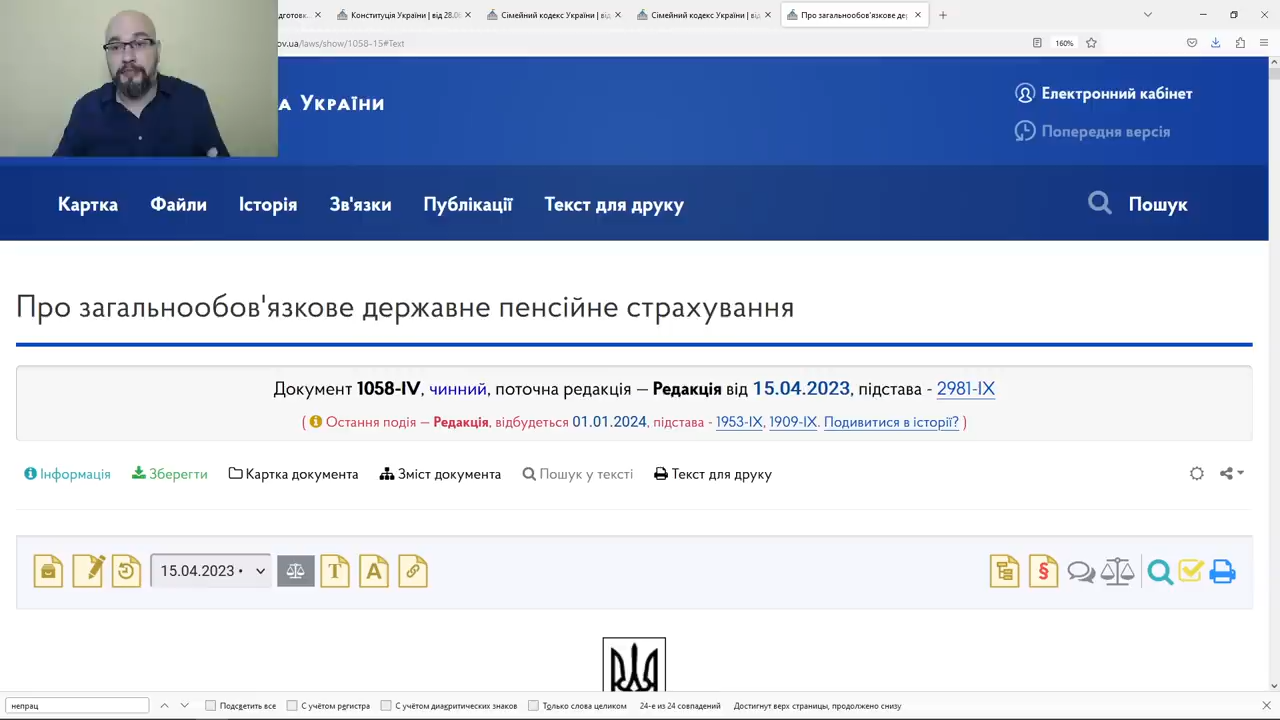 дготовк.
Конституція України | від 28.06
Сімейний кодекс України | від
Сімейний кодекс України | від
Про загальнообов'язкове дер
ov.ua/laws/show/1058-15#Text
160%
а України
Електронний кабінет
Попередня версія
Картка Файли Історія Зв'язки Публікації Текст для друку Пошук
Про загальнообов'язкове державне пенсійне страхування
Документ 1058-IV, чинний, поточна редакція — Редакція від 15.04.2023, підстава - 2981-IX
( Остання подія — Редакція, відбудеться 01.01.2024, підстава - 1953-IX, 1909-IX. Подивитися в історії? )
Інформація Зберегти Картка документа Зміст документа Пошук у тексті Текст для друку
15.04.2023 •
непрац Подсветить все С учётом регистра С учётом диакритических знаков Только слова целиком 24-е из 24 совпадений Достигнут верх страницы, продолжено снизу